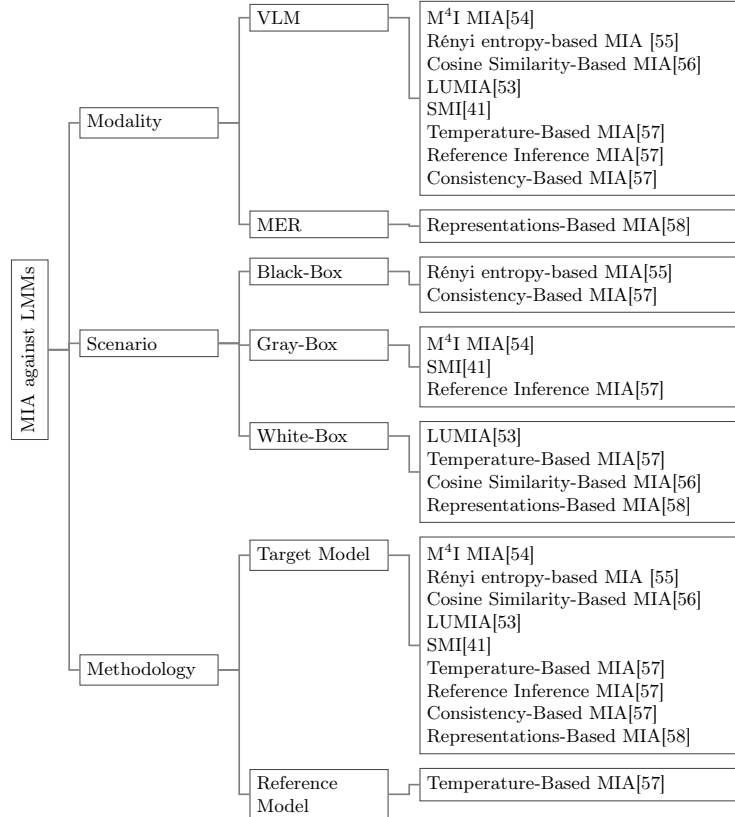 MIA against LMMs
Modality
VLM
M⁴I MIA[54]
Rényi entropy-based MIA [55]
Cosine Similarity-Based MIA[56]
LUMIA[53]
SMI[41]
Temperature-Based MIA[57]
Reference Inference MIA[57]
Consistency-Based MIA[57]
MER
Representations-Based MIA[58]
Scenario
Black-Box
Rényi entropy-based MIA[55]
Consistency-Based MIA[57]
Gray-Box
M⁴I MIA[54]
SMI[41]
Reference Inference MIA[57]
White-Box
LUMIA[53]
Temperature-Based MIA[57]
Cosine Similarity-Based MIA[56]
Representations-Based MIA[58]
Methodology
Target Model
M⁴I MIA[54]
Rényi entropy-based MIA [55]
Cosine Similarity-Based MIA[56]
LUMIA[53]
SMI[41]
Temperature-Based MIA[57]
Reference Inference MIA[57]
Consistency-Based MIA[57]
Representations-Based MIA[58]
Reference
Model
Temperature-Based MIA[57]